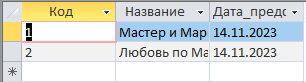 Код Название Дата_предс
1 Мастер и Мар 14.11.2023
2 Любовь по Ма 14.11.2023